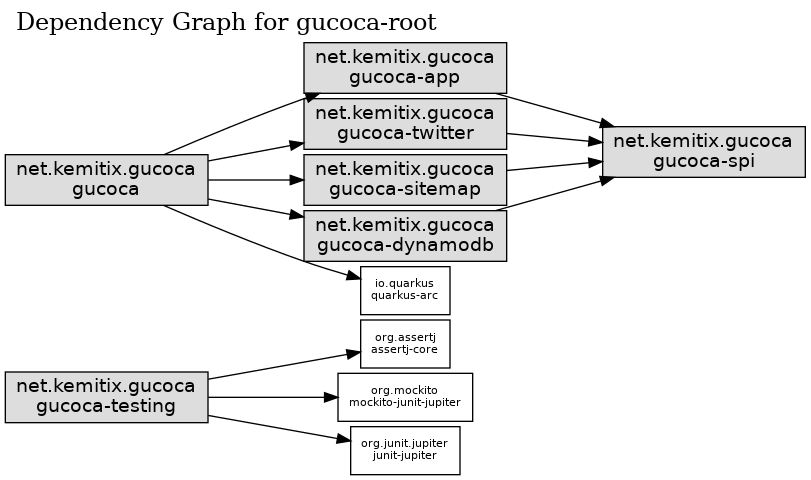 Dependency Graph for gucoca-root
net.kemitix.gucoca
gucoca-app
net.kemitix.gucoca
gucoca-twitter
net.kemitix.gucoca
gucoca-spi
net.kemitix.gucoca
gucoca
net.kemitix.gucoca
gucoca-sitemap
net.kemitix.gucoca
gucoca-dynamodb
io.quarkus
quarkus-arc
org.assertj
assertj-core
net.kemitix.gucoca
gucoca-testing
org.mockito
mockito-junit-jupiter
org.junit.jupiter
junit-jupiter